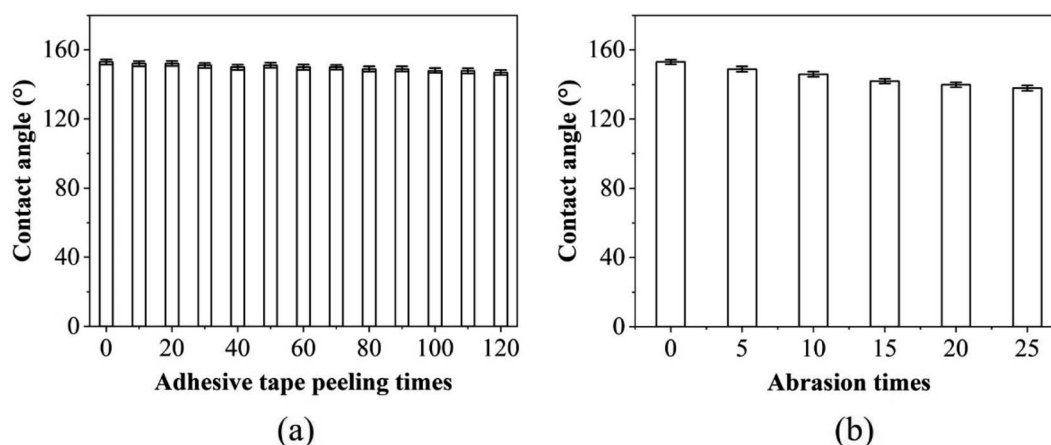 Contact angle (°)
160
120
80
40
0
0 20 40 60 80 100 120
Adhesive tape peeling times
(a)
Contact angle (°)
160
120
80
40
0
0 5 10 15 20 25
Abrasion times
(b)